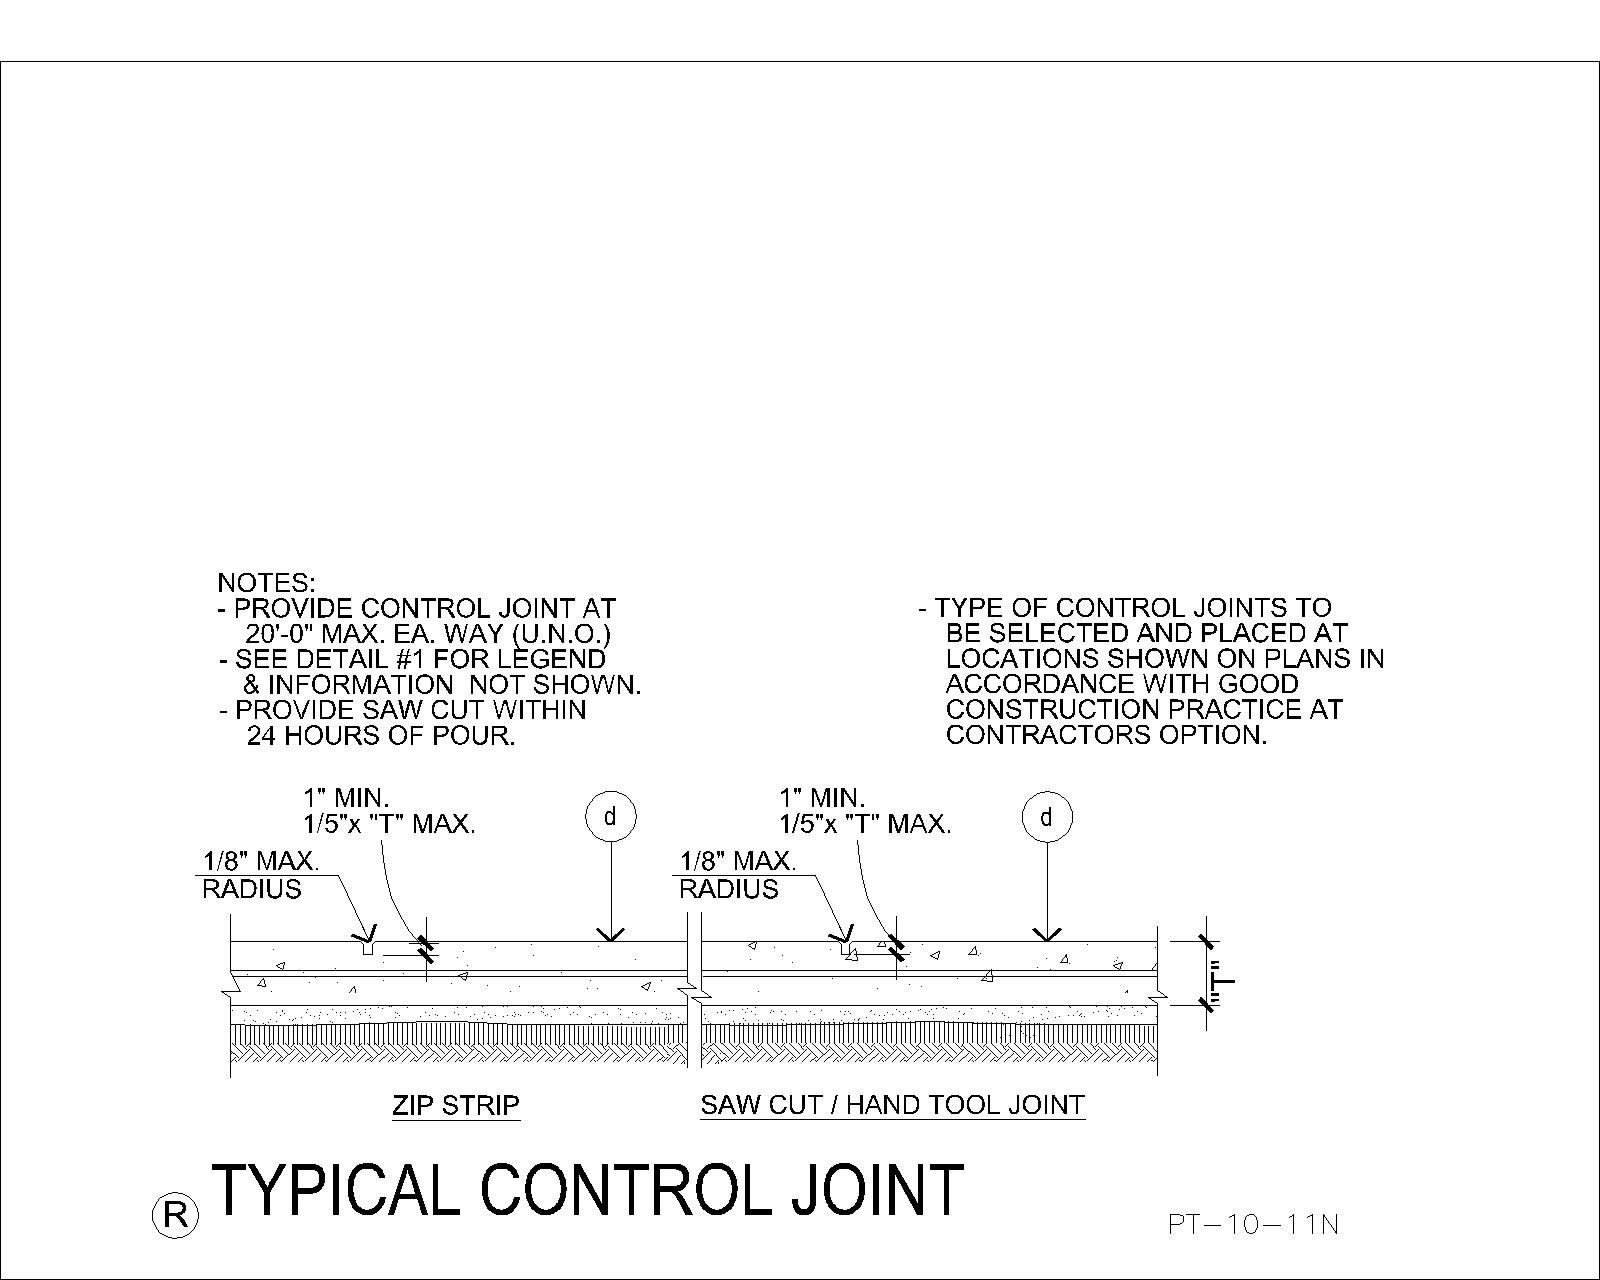 NOTES:
- PROVIDE CONTROL JOINT AT
20'-0" MAX. EA. WAY (U.N.O.)
- SEE DETAIL #1 FOR LEGEND
& INFORMATION NOT SHOWN.
- PROVIDE SAW CUT WITHIN
24 HOURS OF POUR.
- TYPE OF CONTROL JOINTS TO
BE SELECTED AND PLACED AT
LOCATIONS SHOWN ON PLANS IN
ACCORDANCE WITH GOOD
CONSTRUCTION PRACTICE AT
CONTRACTORS OPTION.
1" MIN.
1/5"x "T" MAX.
d
1/8" MAX.
RADIUS
1" MIN.
1/5"x "T" MAX.
d
1/8" MAX.
RADIUS
"T"
ZIP STRIP
SAW CUT / HAND TOOL JOINT
R
TYPICAL CONTROL JOINT
PT-10-11N